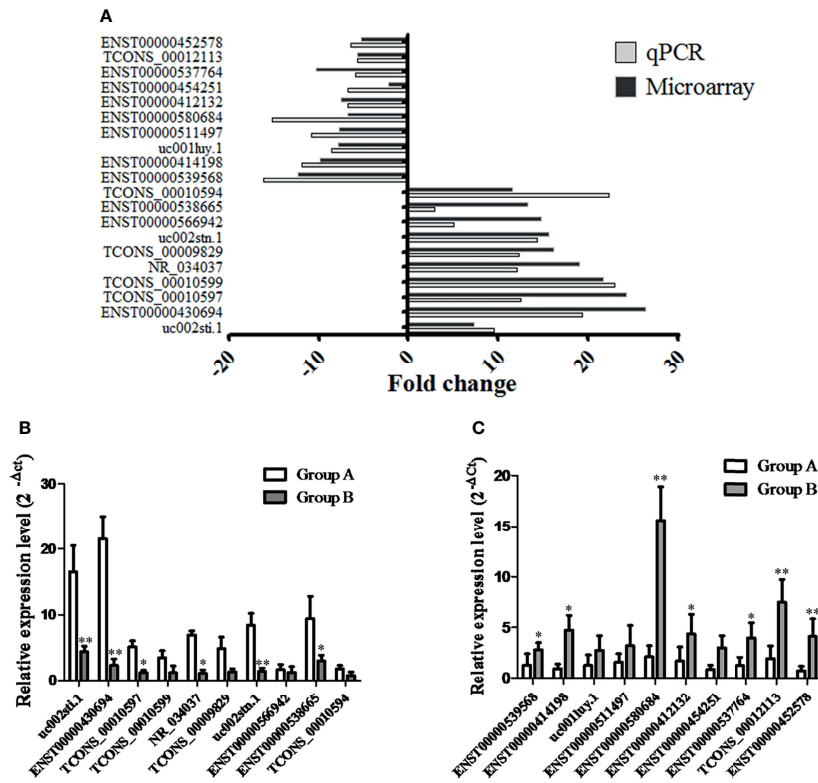 A
ENST00000452578
TCONS_00012113
ENST00000537764
ENST00000454251
ENST00000412132
ENST00000580684
ENST00000511497
uc001luy.1
ENST00000414198
ENST00000539568
TCONS_00010594
ENST00000538665
ENST00000566942
uc002stn.1
TCONS_00009829
NR_034037
TCONS_00010599
TCONS_00010597
ENST00000430694
uc002sti.1
qPCR
Microarray
-20 -10 0 10 20 30
Fold change
B
Relative expression level (2 -ΔCt)
30
20
10
0
Group A
Group B
** ** * * ** *
uc002sti.1
ENST00000430694
TCONS_00010597
TCONS_00010599
NR_034037
TCONS_00009829
uc002stn.1
ENST00000566942
ENST00000538665
TCONS_00010594
C
Relative expression level (2 -ΔCt)
20
15
10
5
0
Group A
Group B
* * ** * * ** **
ENST00000539568
ENST00000414198
uc001luy-1
ENST00000511497
ENST00000580684
ENST00000412132
ENST00000454251
ENST00000537764
TCONS_00012113
ENST00000452578